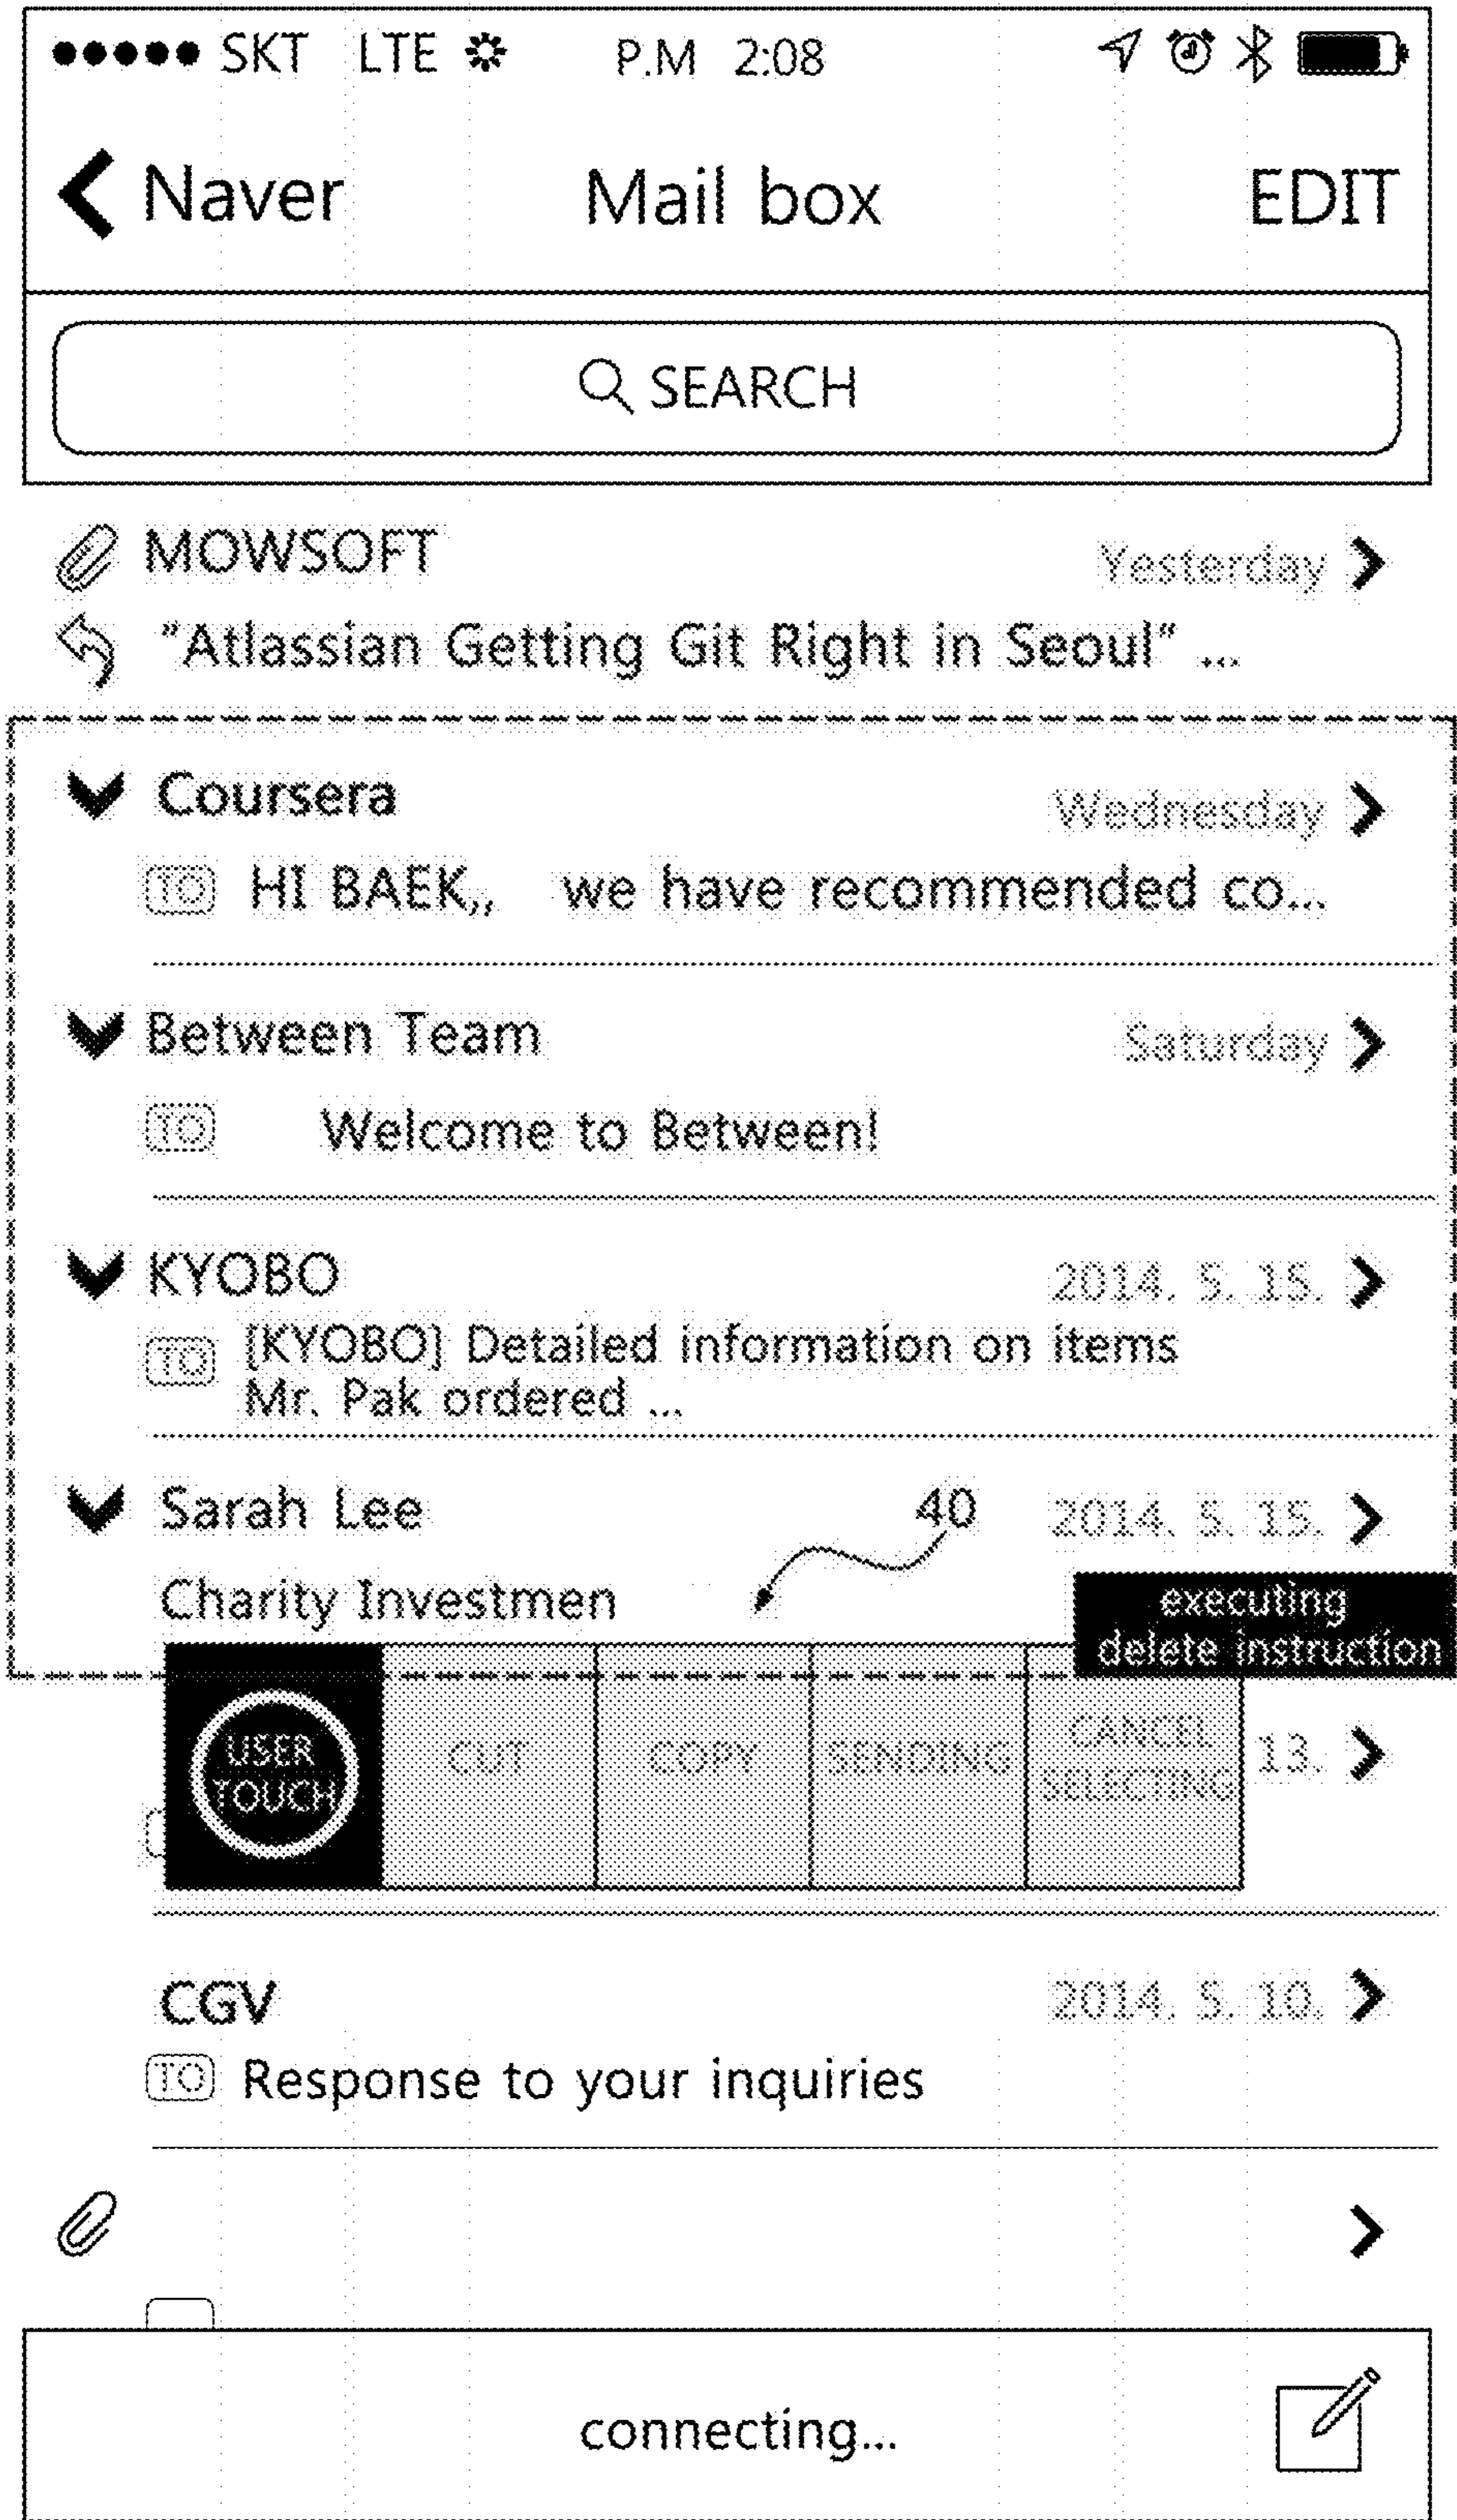 SKT LTE P.M 2:08
Naver Mail box EDIT
SEARCH
MOWSOFT Yesterday
"Atlassian Getting Git Right in Seoul" ...
Coursera Wednesday
TO HI BAEK,, we have recommended co...
Between Team Saturday
TO Welcome to Between!
KYOBO 2014. 5. 15.
TO [KYOBO] Detailed information on items
Mr. Pak ordered ...
Sarah Lee 40 2014. 5. 15.
Charity Investmen
executing
delete instruction
USER
TOUCH
CUT
COPY
SENDING
CANCEL
SELECTING
13.
CGV 2014. 5. 10.
TO Response to your inquiries
connecting...